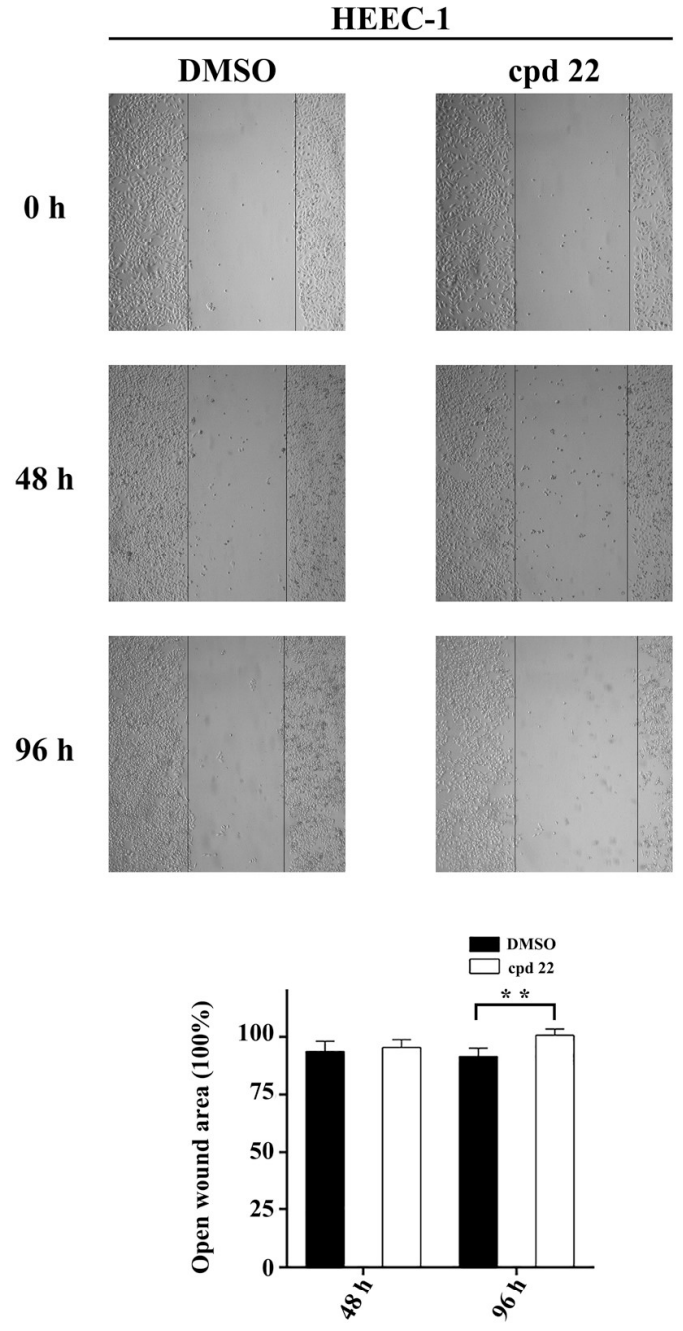 HEEC-1
DMSO cpd 22
0 h
48 h
96 h
DMSO
cpd 22
* *
Open wound area (100%)
100
75
50
25
0
48 h
96 h